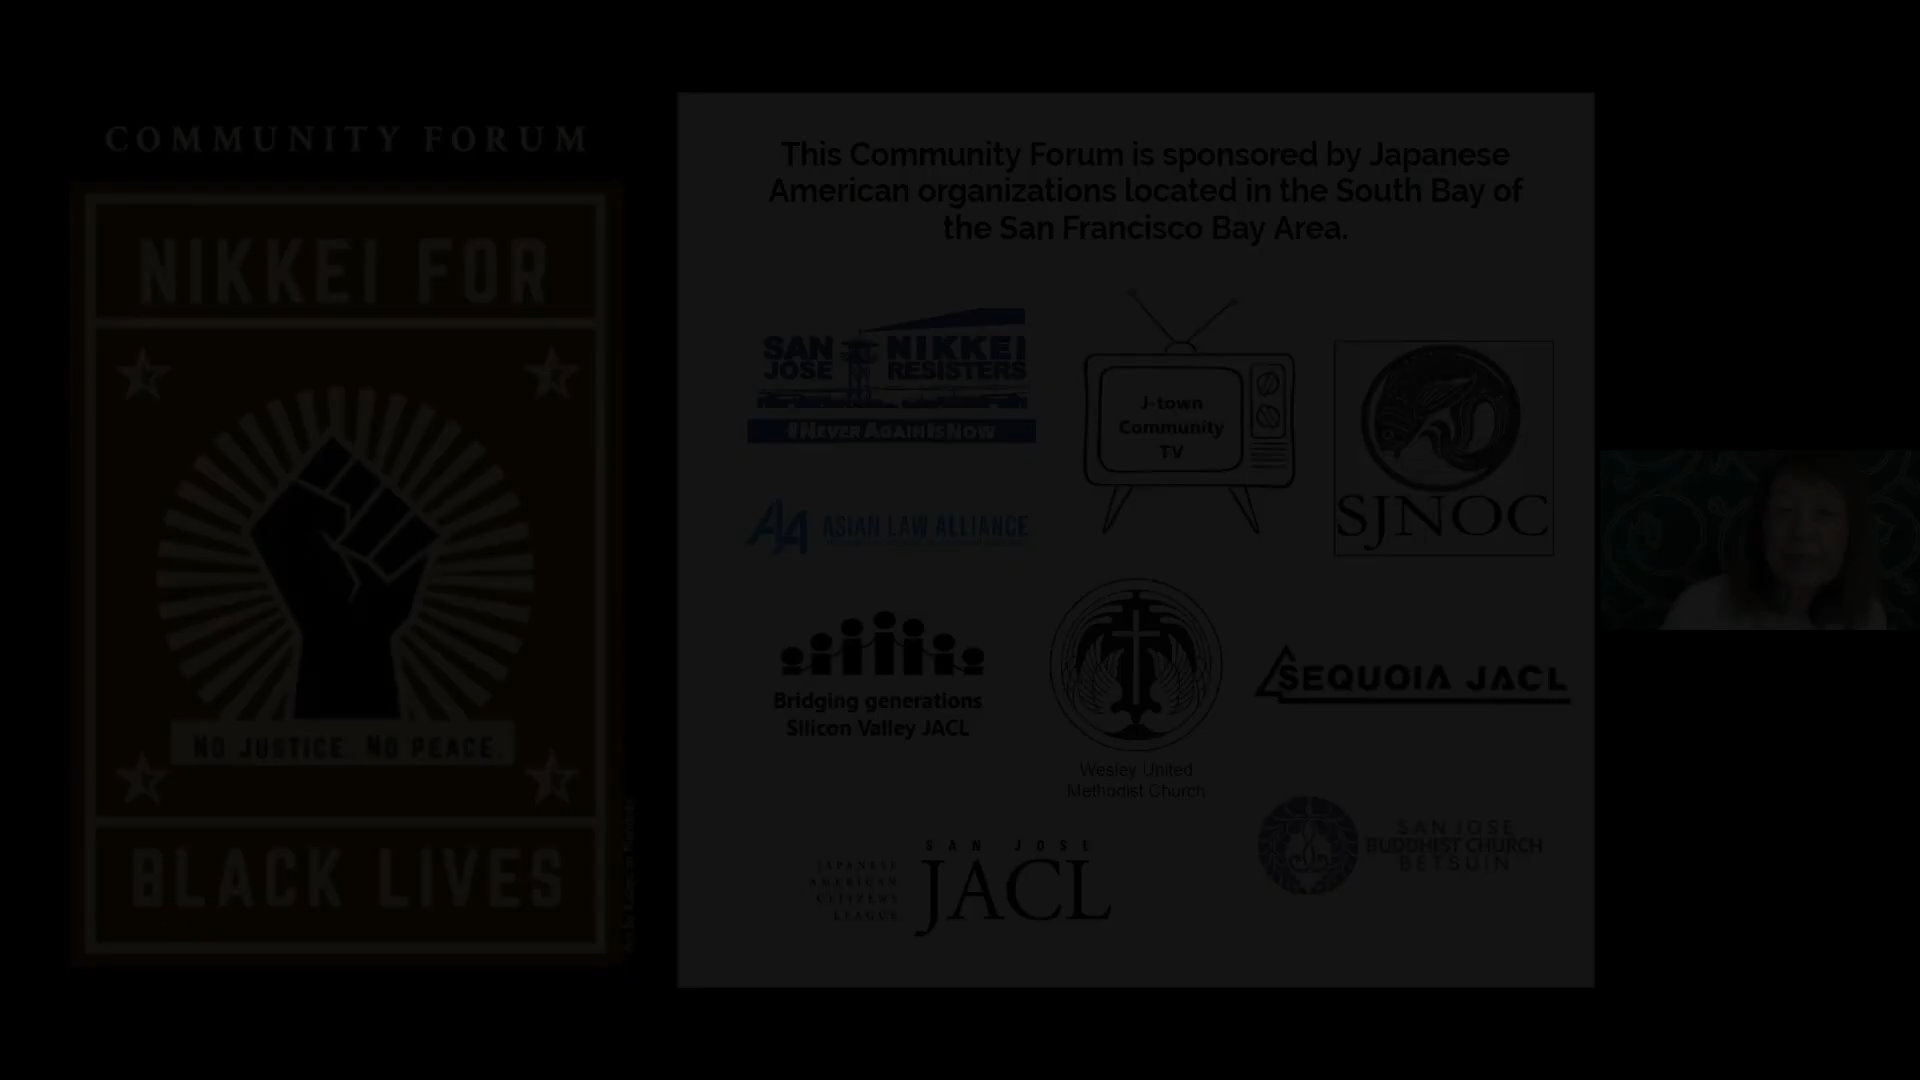 COMMUNITY FORUM
NIKKEI FOR
NO JUSTICE. NO PEACE.
BLACK LIVES
This Community Forum is sponsored by Japanese
American organizations located in the South Bay of
the San Francisco Bay Area.
SAN JOSE NIKKEI RESISTERS
#NEVERAGAINISNOW
J-town
Community
TV
SJNOC
ASIAN LAW ALLIANCE
Bridging generations
Silicon Valley JACL
Wesley United
Methodist Church
SEQUOIA JACL
SAN JOSE
JAPANESE
AMERICAN
CITIZENS
LEAGUE
JACL
SAN JOSE
BUDDHIST CHURCH
BETSUIN